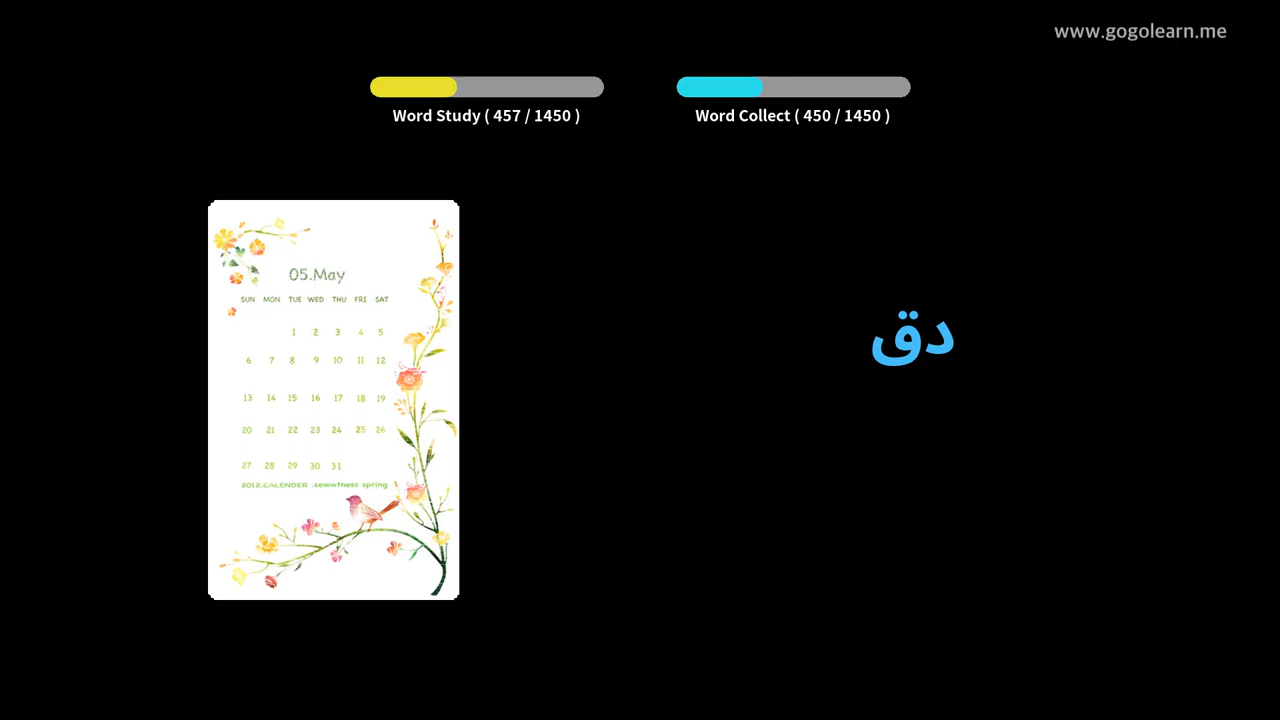 www.gogolearn.me
Word Study ( 457 / 1450 )
Word Collect ( 450 / 1450 )
05.May
SUN MON TUE WED THU FRI SAT
1 2 3 4 5
6 7 8 9 10 11 12
13 14 15 16 17 18 19
20 21 22 23 24 25 26
27 28 29 30 31
2012.CALENDER .sewwtness spring
دق